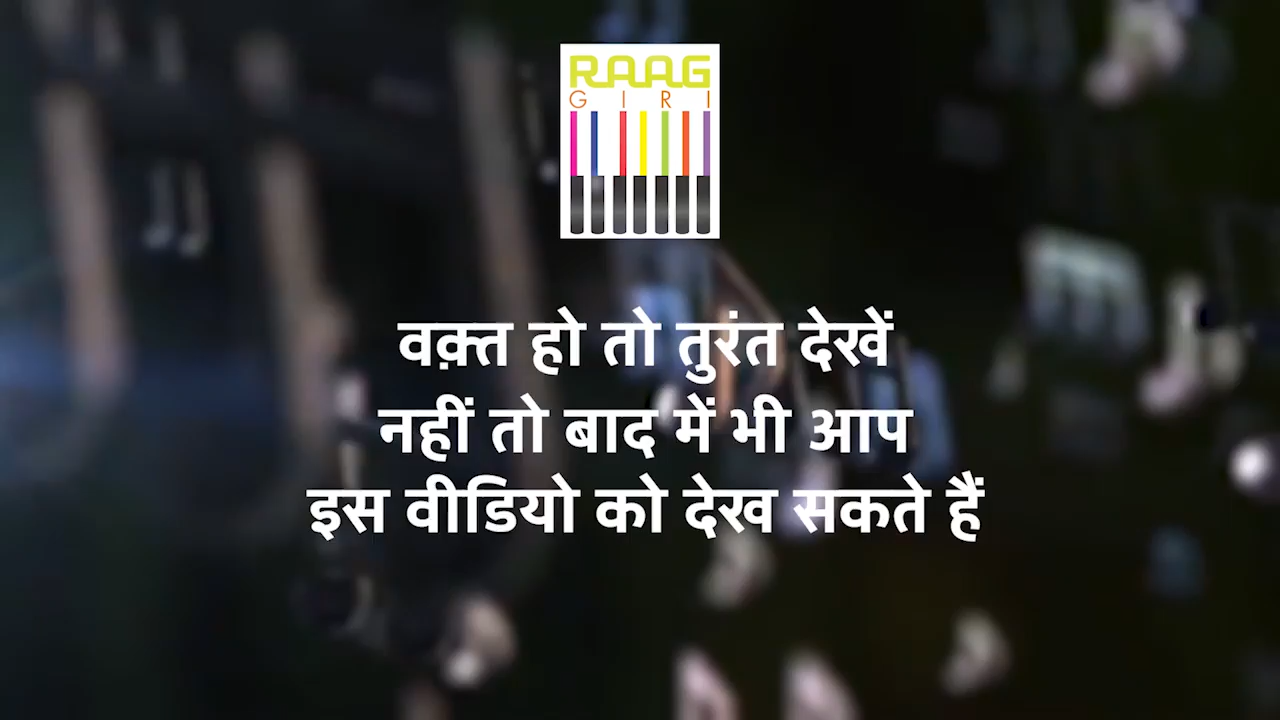 RAAG
GIRI
वक़्त हो तो तुरंत देखें
नहीं तो बाद में भी आप
इस वीडियो को देख सकते हैं